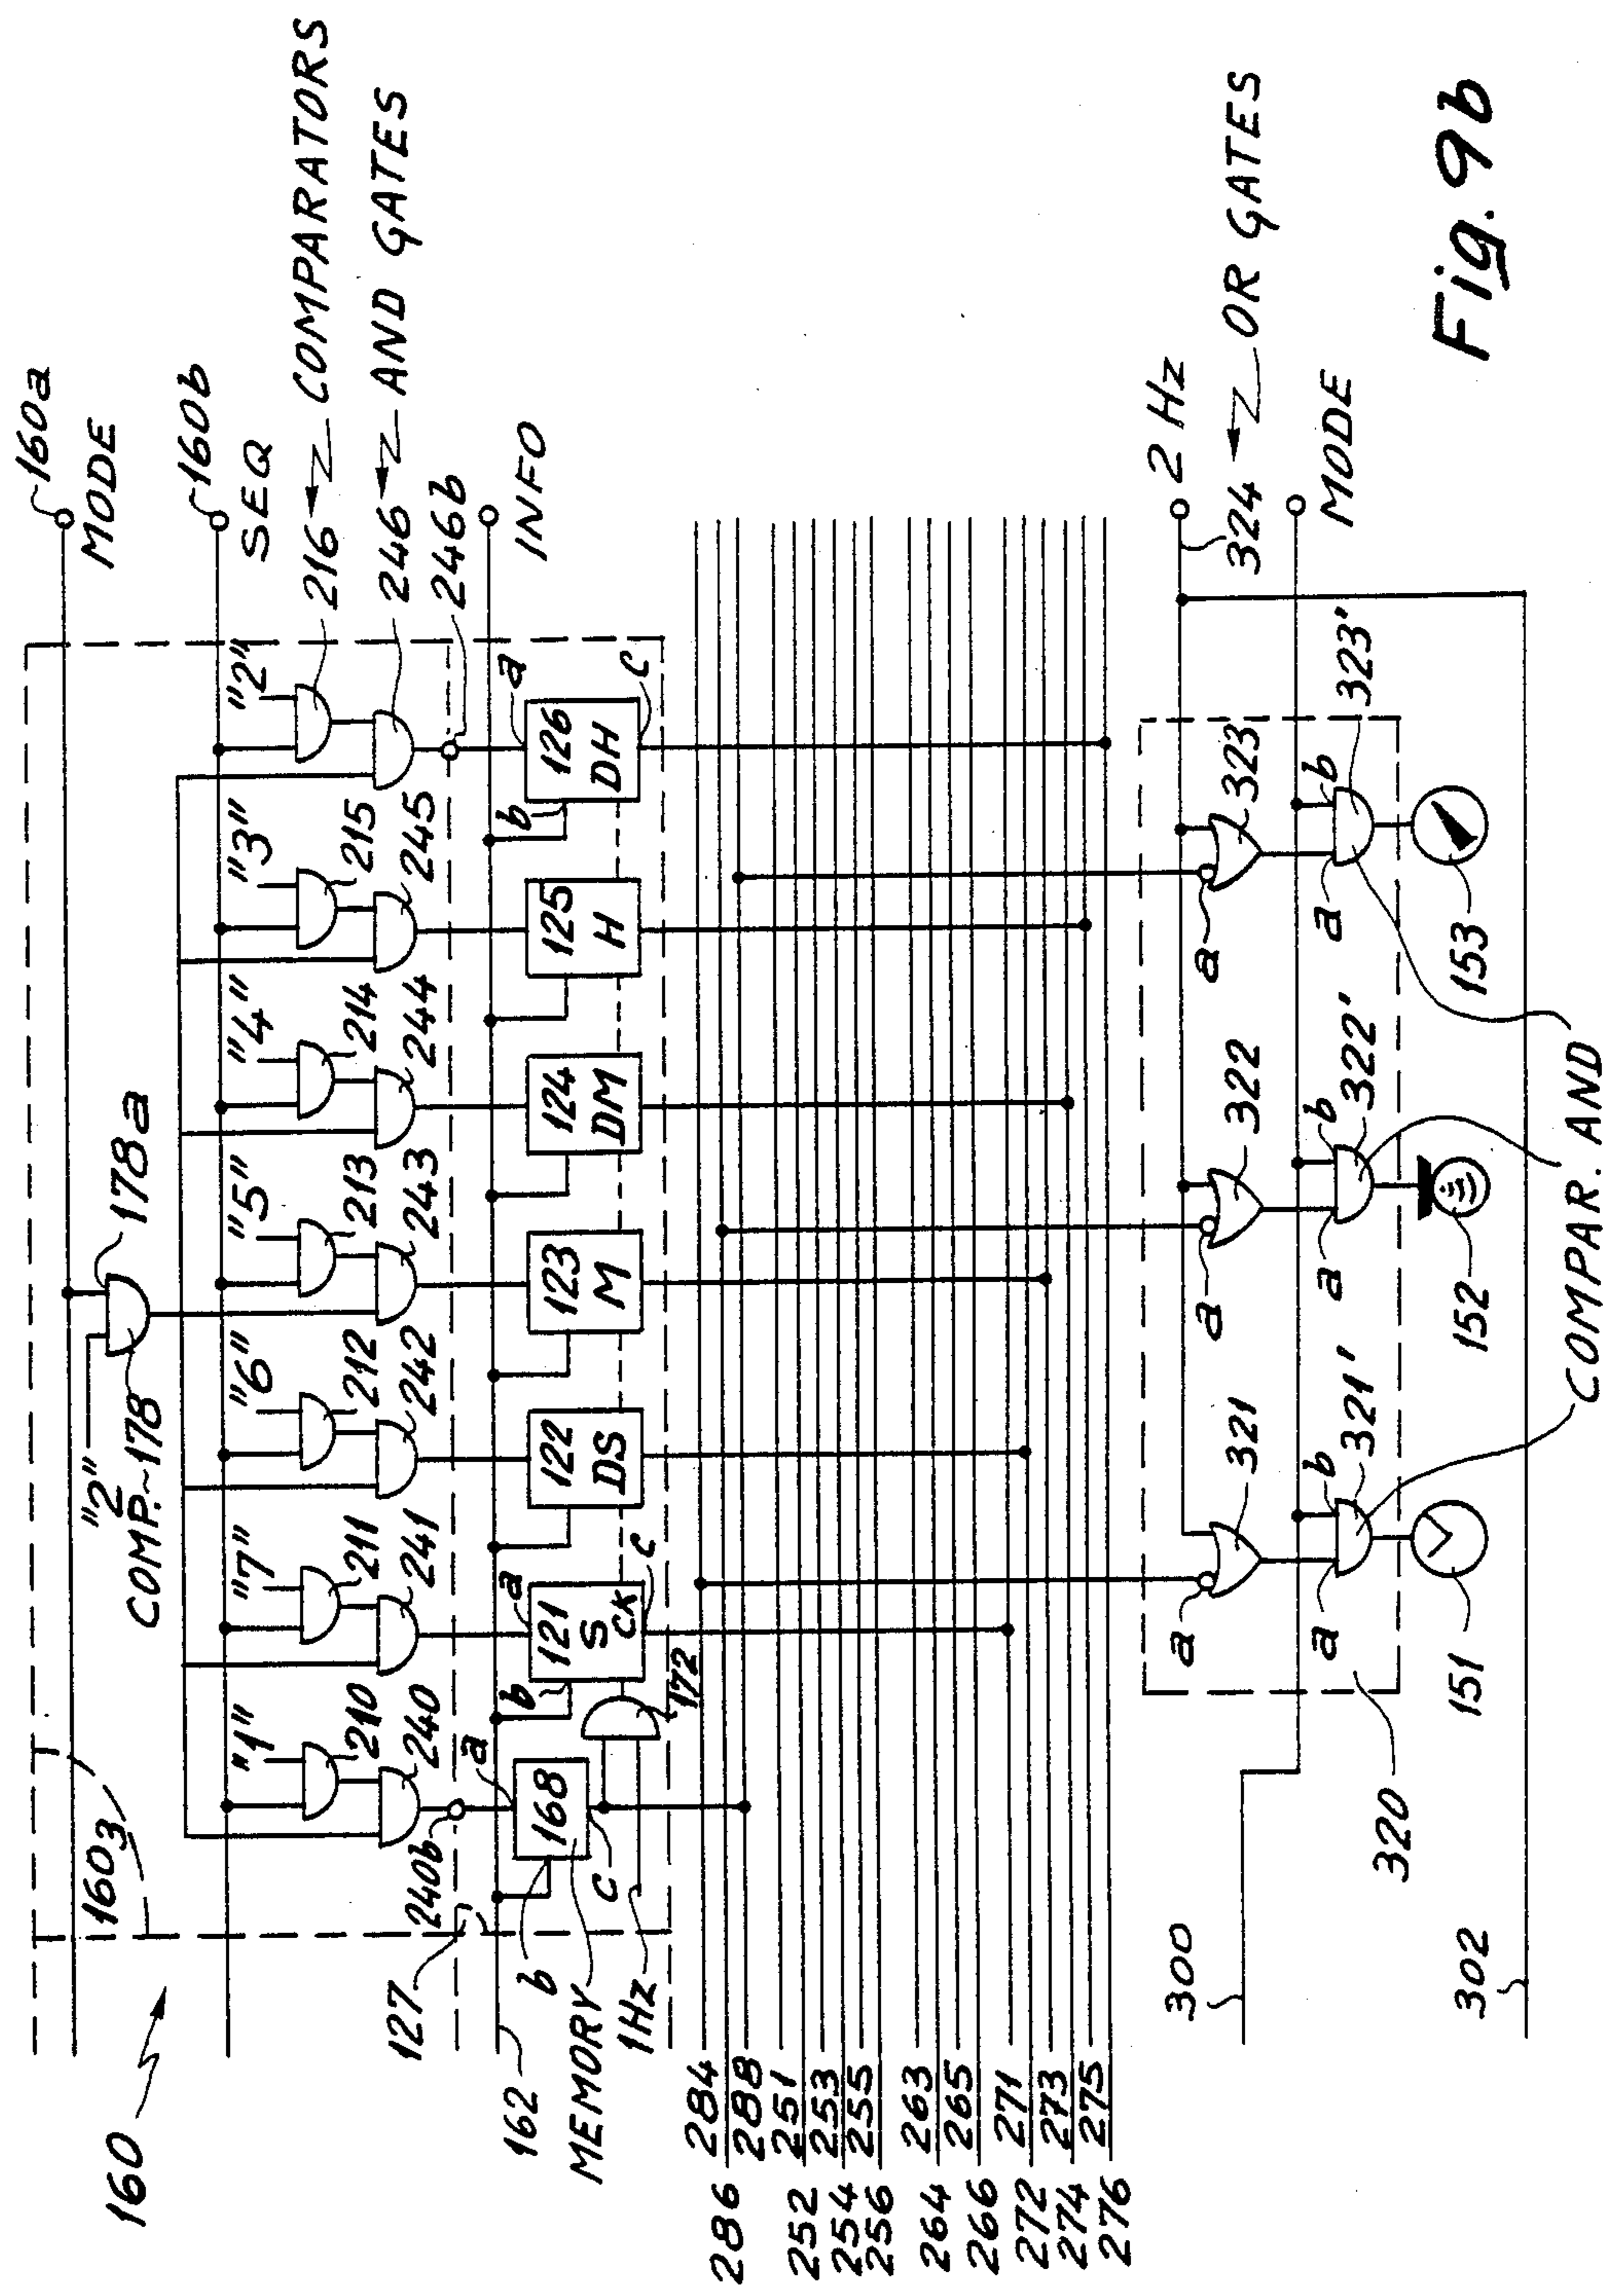 160a
MODE
160b
SEQ
216 COMPARATORS
246 AND GATES
246b
INFO
160
160₃
"2"
COMP. 178
178a
"1"
"7"
"6"
"5"
"4"
"3"
"2"
210
211
212
213
214
215
240
241
242
243
244
245
240b
127
162
MEMORY
b
a
168
c
1Hz
172
b
a
121
S
CK
c
122
DS
123
M
124
DM
125
H
b
a
126
DH
c
284
286
288
251
252
253
254
255
256
263
264
265
266
271
272
273
274
275
276
2 Hz
324 OR GATES
MODE
a
321
a
322
a
323
300
a
b
321'
a
b
322'
a
b
323'
320
151
152
153
302
COMPAR. AND
Fig. 9b